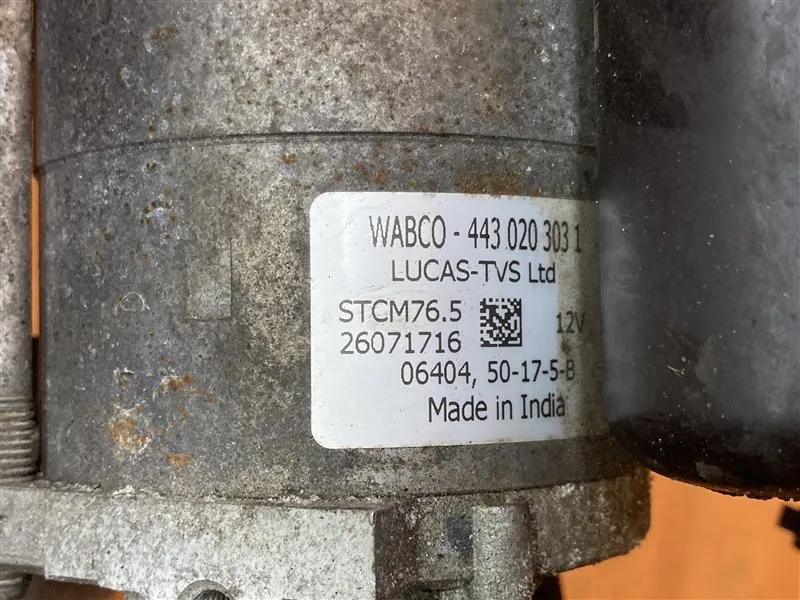 WABCO - 443 020 303 1
LUCAS-TVS Ltd
STCM76.5 12V
26071716
06404, 50-17-5-B
Made in India